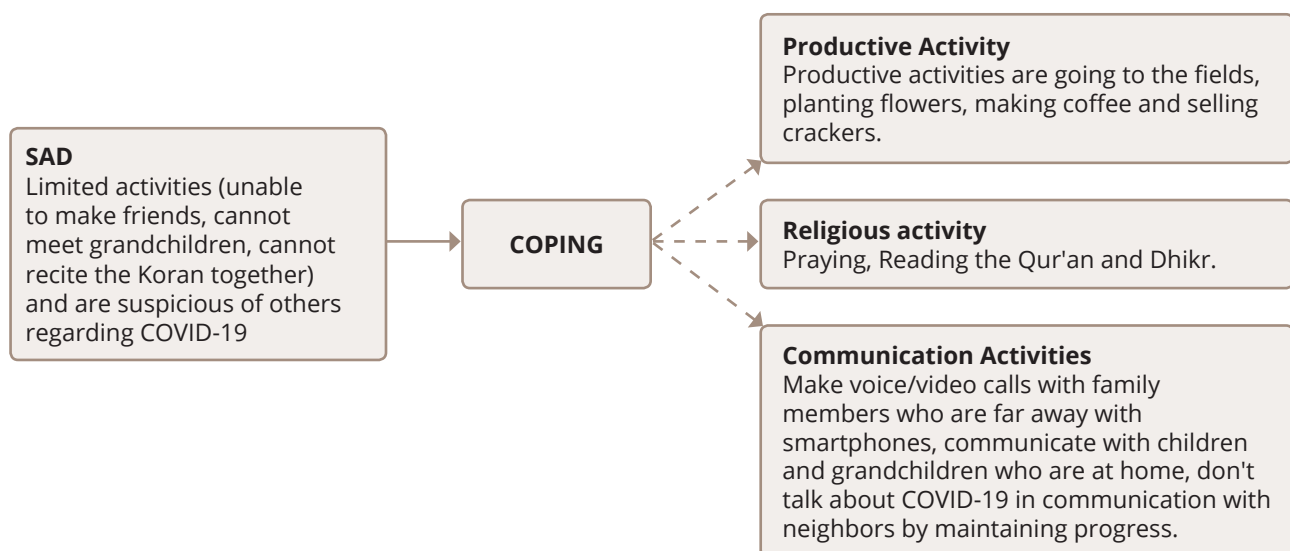 SAD
Limited activities (unable
to make friends, cannot
meet grandchildren, cannot
recite the Koran together)
and are suspicious of others
regarding COVID-19
COPING
Productive Activity
Productive activities are going to the fields,
planting flowers, making coffee and selling
crackers.
Religious activity
Praying, Reading the Qur'an and Dhikr.
Communication Activities
Make voice/video calls with family
members who are far away with
smartphones, communicate with children
and grandchildren who are at home, don't
talk about COVID-19 in communication with
neighbors by maintaining progress.